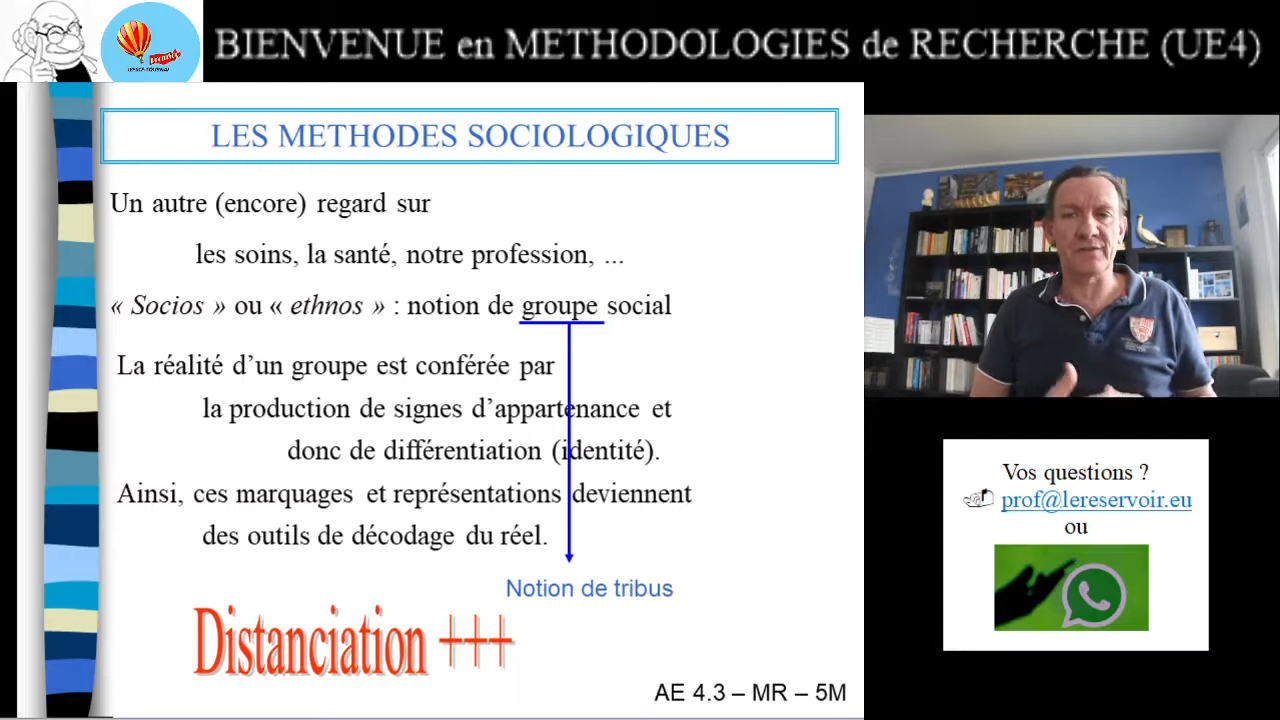 BIENVENUE en METHODOLOGIES de RECHERCHE (UE4)
LES METHODES SOCIOLOGIQUES
Un autre (encore) regard sur
les soins, la santé, notre profession, ...
« Socios » ou « ethnos » : notion de groupe social
La réalité d’un groupe est conférée par
la production de signes d’appartenance et
donc de différentiation (identité).
Ainsi, ces marquages et représentations deviennent
des outils de décodage du réel.
Notion de tribus
Distanciation +++
AE 4.3 – MR – 5M
Vos questions ?
prof@lereservoir.eu
ou